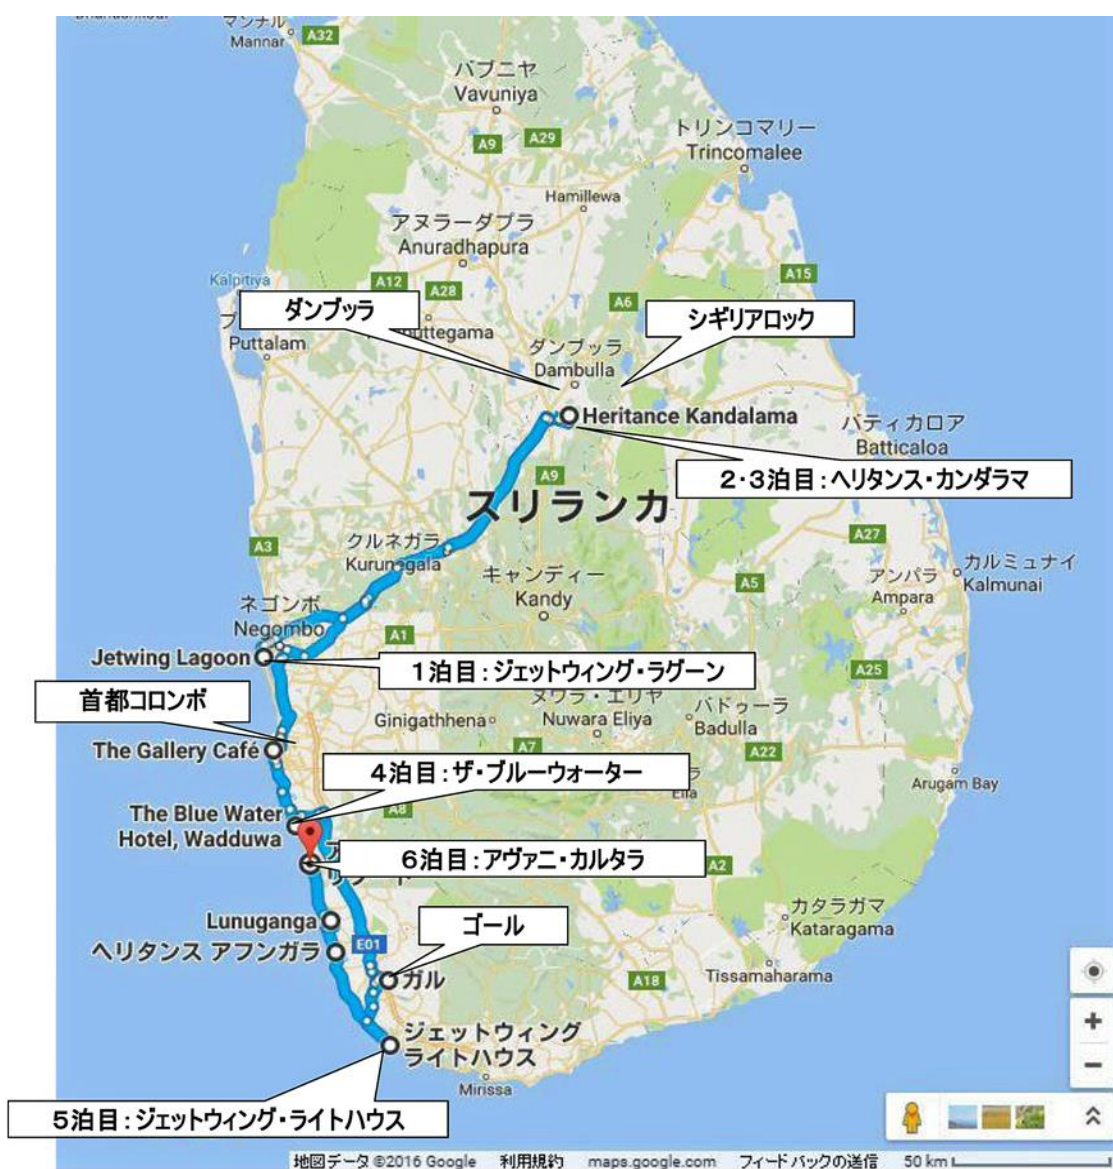 マンナル
Mannar
A32
バブニヤ
Vavuniya
A9
A29
トリンコマリー
Trincomalee
Hamillewa
アヌラーダプラ
Anuradhapura
A15
Kalpitiya
A12
A28
A6
ダンブッラ
シギリアロック
プ
Puttalam
outtegama
ダンブッラ
Dambulla
Heritance Kandalama
バティカロア
Batticaloa
A9
2・3泊目:ヘリタンス・カンダラマ
スリランカ
A3
クルネガラ
Kurunegala
A27
カルミュナイ
Kalmunai
キャンディー
Kandy
A5
アンパラ
Ampara
ネゴンボ
Negombo
A1
Jetwing Lagoon
1泊目:ジェットウィング・ラグーン
A25
首都コロンボ
Ginigathhena
ヌワラ・エリヤ
Nuwara Eliya
バドゥーラ
Badulla
The Gallery Café
A7
A22
4泊目:ザ・ブルーウォーター
ラ
Ella
Arugam Bay
The Blue Water
Hotel, Wadduwa
A8
6泊目:アヴァニ・カルタラ
A2
カタラガマ
Kataragama
Lunuganga
ゴール
ヘリタンス アフンガラ
E01
ガル
A18
Tissamaharama
ジェットウィング
ライトハウス
Mirissa
5泊目:ジェットウィング・ライトハウス
地図データ ©2016 Google 利用規約 maps.google.com フィードバックの送信 50 km